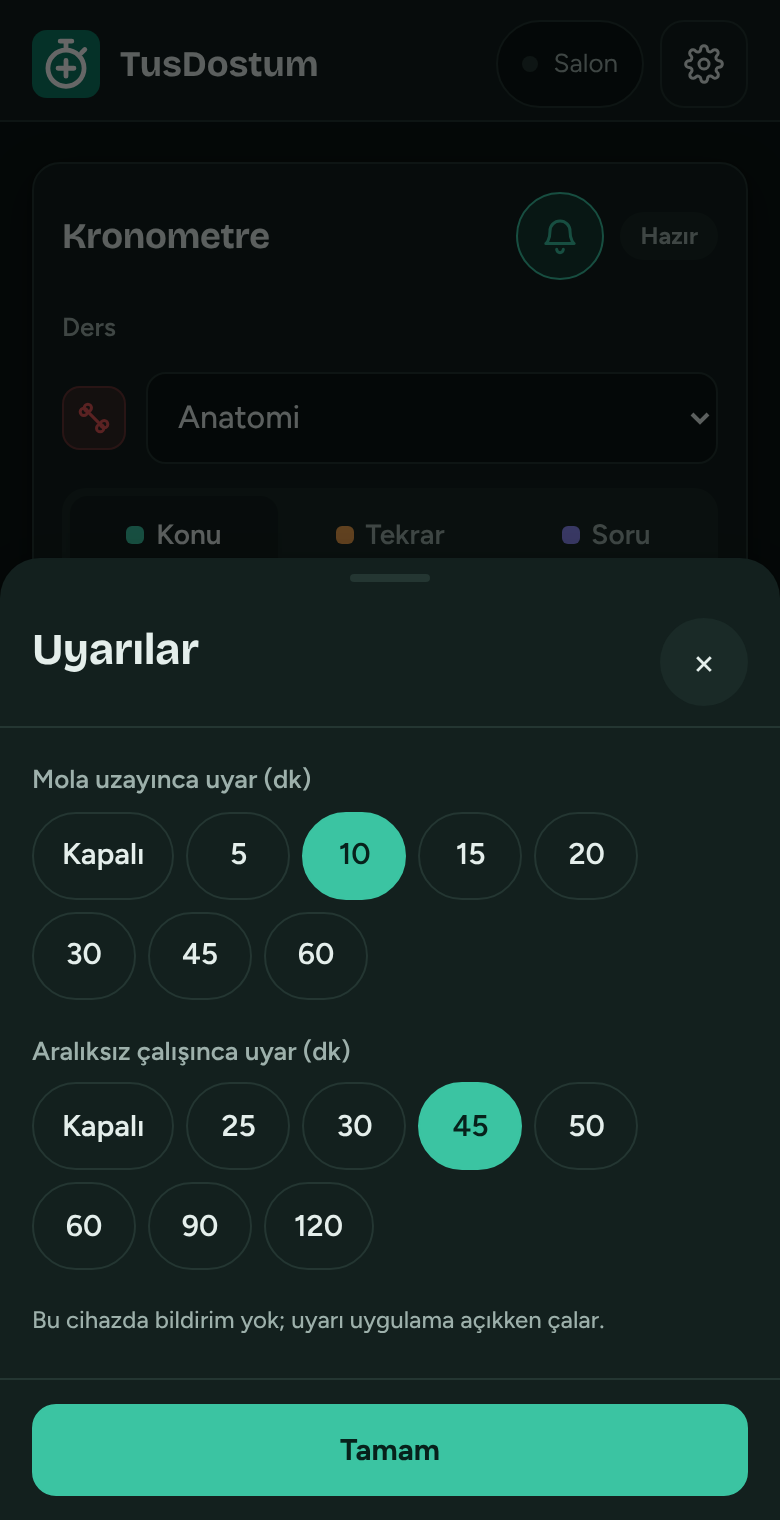 TusDostum
Salon
Kronometre
Hazır
Ders
Anatomi
Konu
Tekrar
Soru
Uyarılar
×
Mola uzayınca uyar (dk)
Kapalı 5 10 15 20
30 45 60
Aralıksız çalışınca uyar (dk)
Kapalı 25 30 45 50
60 90 120
Bu cihazda bildirim yok; uyarı uygulama açıkken çalar.
Tamam